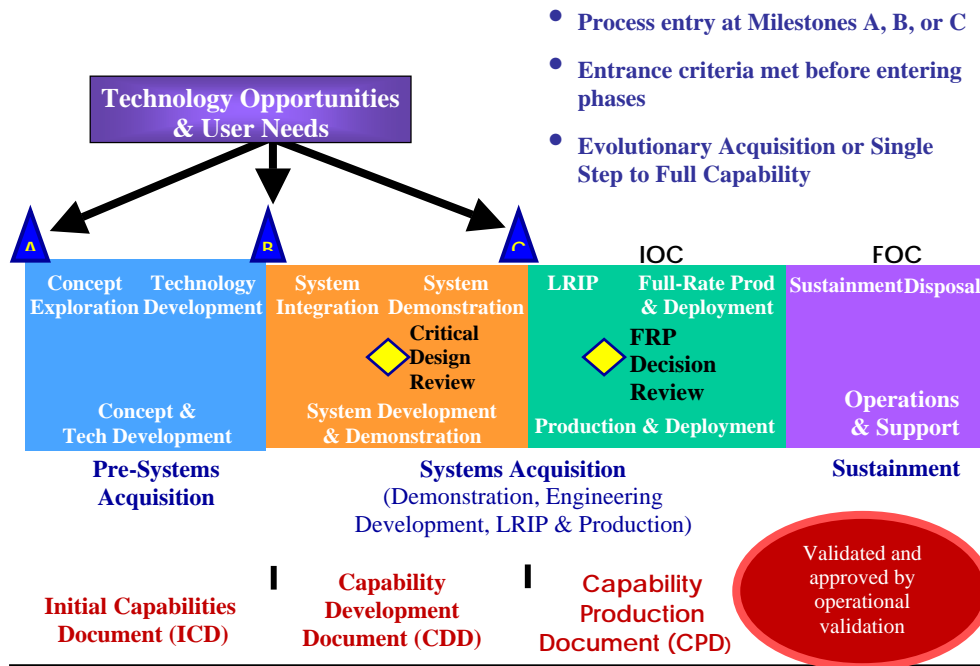 • Process entry at Milestones A, B, or C
• Entrance criteria met before entering
phases
• Evolutionary Acquisition or Single
Step to Full Capability
Technology Opportunities
& User Needs
A
B
C
IOC
FOC
Concept
Exploration
Technology
Development
System
Integration
System
Demonstration
LRIP
Full-Rate Prod
& Deployment
Sustainment
Disposal
Critical
Design
Review
FRP
Decision
Review
Concept &
Tech Development
System Development
& Demonstration
Production & Deployment
Operations
& Support
Pre-Systems
Acquisition
Systems Acquisition
(Demonstration, Engineering
Development, LRIP & Production)
Sustainment
Initial Capabilities
Document (ICD)
Capability
Development
Document (CDD)
Capability
Production
Document (CPD)
Validated and
approved by
operational
validation